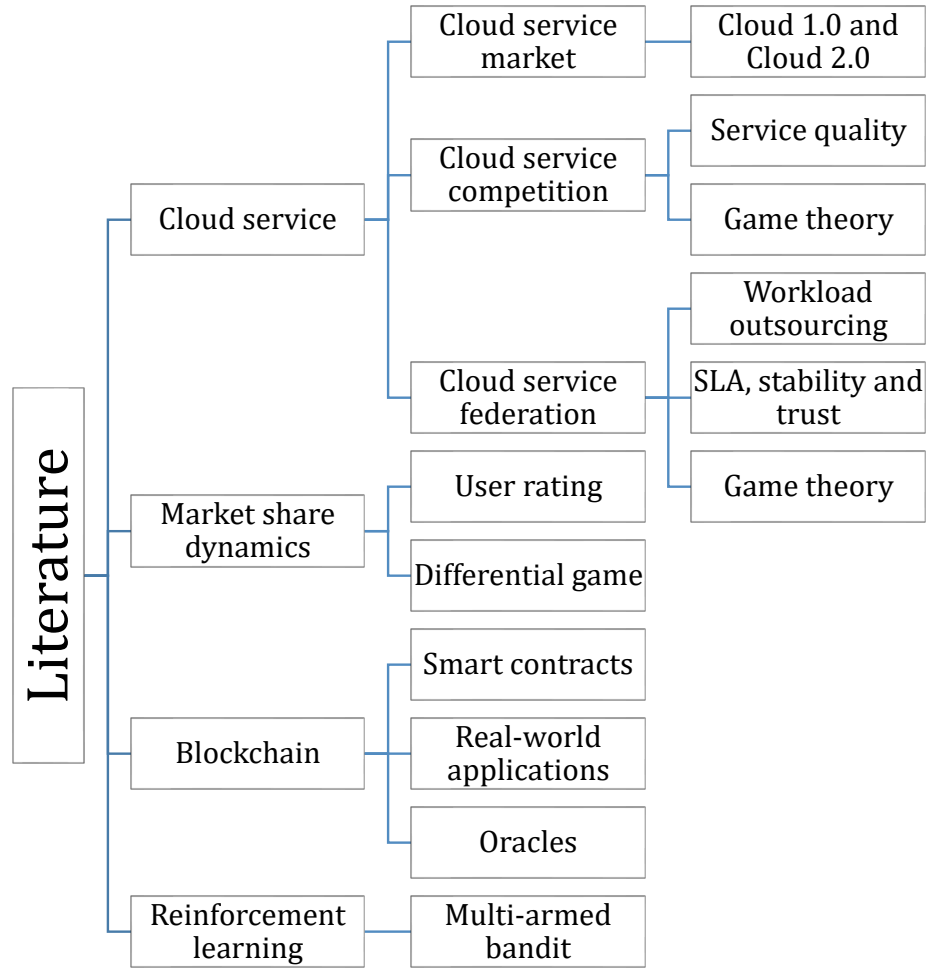 Literature
Cloud service
Cloud service
market
Cloud 1.0 and
Cloud 2.0
Cloud service
competition
Service quality
Game theory
Cloud service
federation
Workload
outsourcing
SLA, stability and
trust
Game theory
Market share
dynamics
User rating
Differential game
Blockchain
Smart contracts
Real-world
applications
Oracles
Reinforcement
learning
Multi-armed
bandit